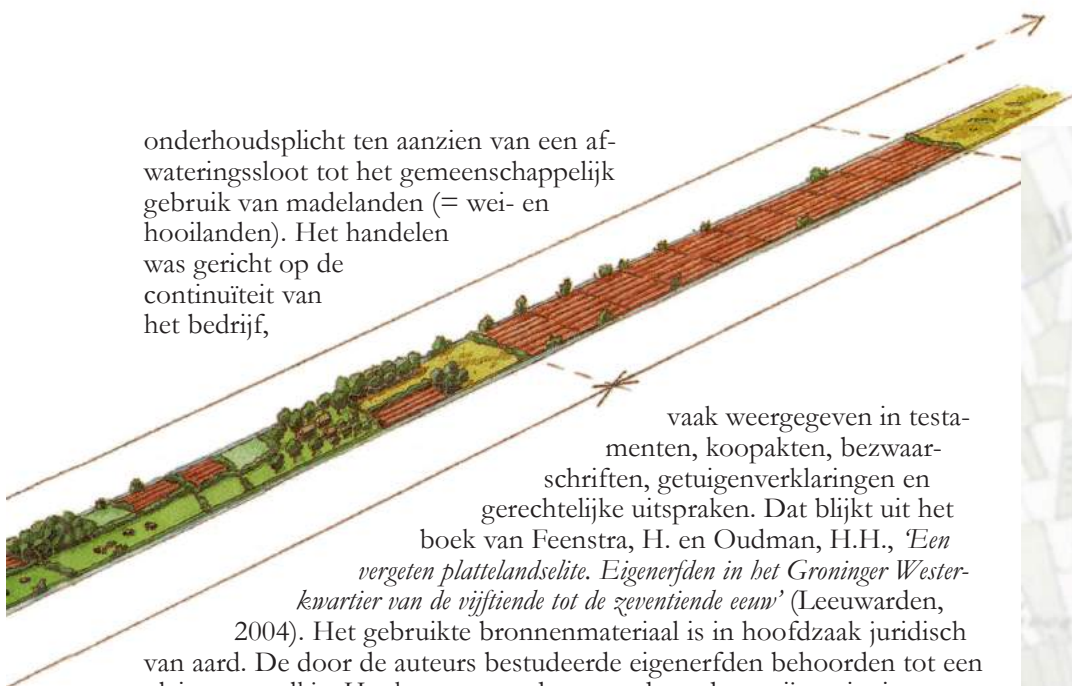 onderhoudsplicht ten aanzien van een af-
wateringssloot tot het gemeenschappelijk
gebruik van madelanden (= wei- en
hooilanden). Het handelen
was gericht op de
continuïteit van
het bedrijf,
vaak weergegeven in testa-
menten, koopakten, bezwaar-
schriften, getuigenverklaringen en
gerechtelijke uitspraken. Dat blijkt uit het
boek van Feenstra, H. en Oudman, H.H., ‘Een
vergeten plattelandselite. Eigenerfden in het Groninger Wester-
kwartier van de vijftiende tot de zeventiende eeuw’ (Leeuwarden,
2004). Het gebruikte bronnenmateriaal is in hoofdzaak juridisch
van aard. De door de auteurs bestudeerde eigenerfden behoorden tot een